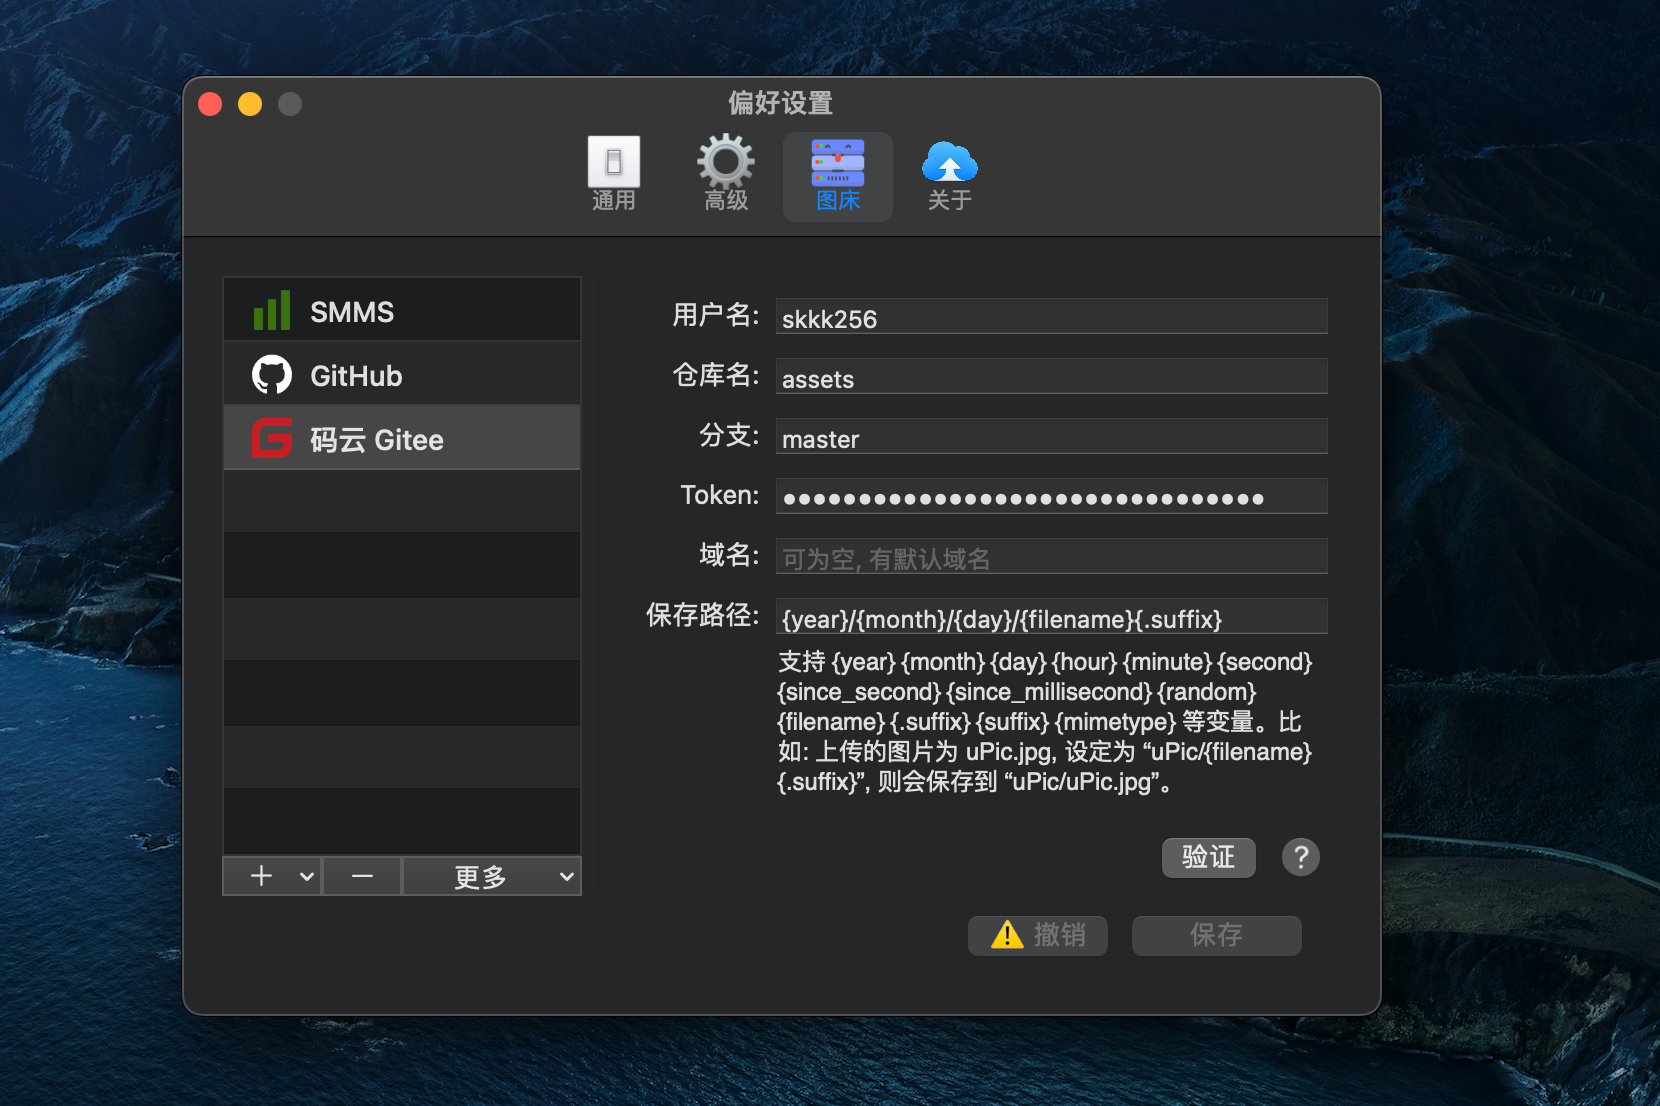 偏好设置
通用
高级
图床
关于
SMMS
GitHub
码云 Gitee
更多
用户名: skkk256
仓库名: assets
分支: master
Token: ●●●●●●●●●●●●●●●●●●●●●●●●●●●●●●●●
域名: 可为空, 有默认域名
保存路径: {year}/{month}/{day}/{filename}{.suffix}
支持 {year} {month} {day} {hour} {minute} {second}
{since_second} {since_millisecond} {random}
{filename} {.suffix} {suffix} {mimetype} 等变量。比
如: 上传的图片为 uPic.jpg, 设定为 “uPic/{filename}
{.suffix}”, 则会保存到 “uPic/uPic.jpg”。
验证
?
撤销
保存